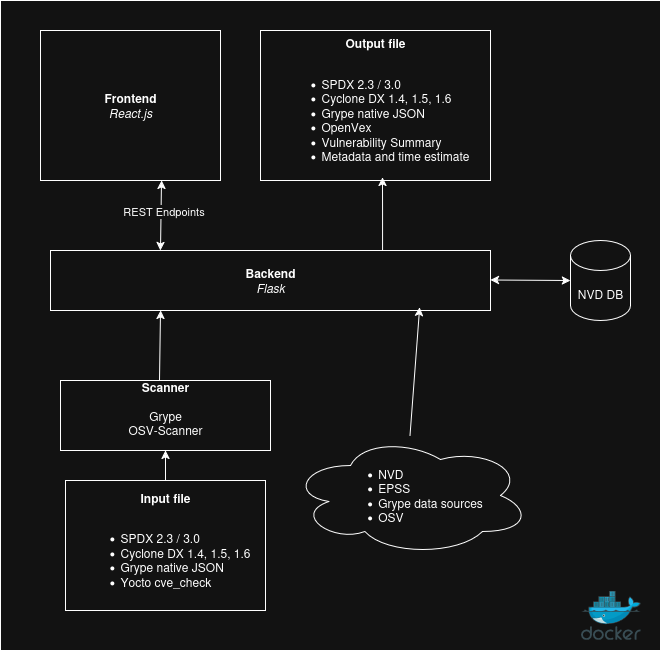 Frontend
React.js
Output file
• SPDX 2.3 / 3.0
• Cyclone DX 1.4, 1.5, 1.6
• Grype native JSON
• OpenVex
• Vulnerability Summary
• Metadata and time estimate
REST Endpoints
Backend
Flask
NVD DB
Scanner
Grype
OSV-Scanner
• NVD
• EPSS
• Grype data sources
• OSV
Input file
• SPDX 2.3 / 3.0
• Cyclone DX 1.4, 1.5, 1.6
• Grype native JSON
• Yocto cve_check
docker